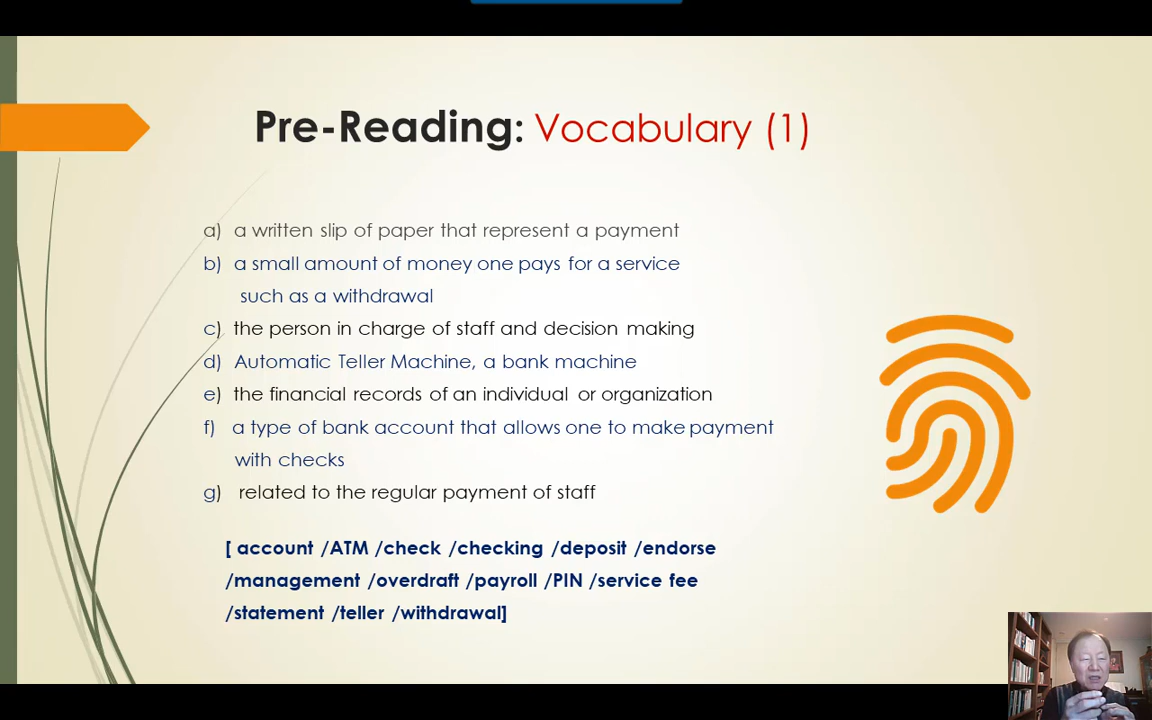 Pre-Reading: Vocabulary (1)
a) a written slip of paper that represent a payment
b) a small amount of money one pays for a service
such as a withdrawal
c) the person in charge of staff and decision making
d) Automatic Teller Machine, a bank machine
e) the financial records of an individual or organization
f) a type of bank account that allows one to make payment
with checks
g) related to the regular payment of staff
[ account /ATM /check /checking /deposit /endorse
/management /overdraft /payroll /PIN /service fee
/statement /teller /withdrawal]